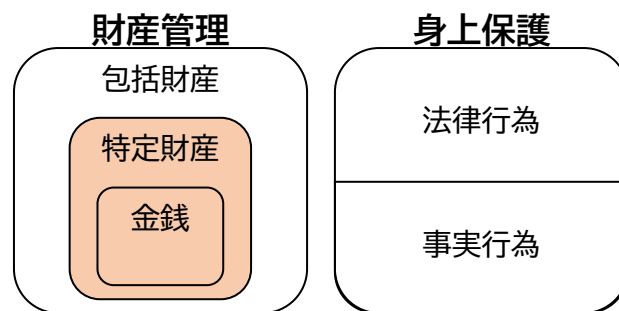 財産管理
包括財産
特定財産
金銭
身上保護
法律行為
事実行為